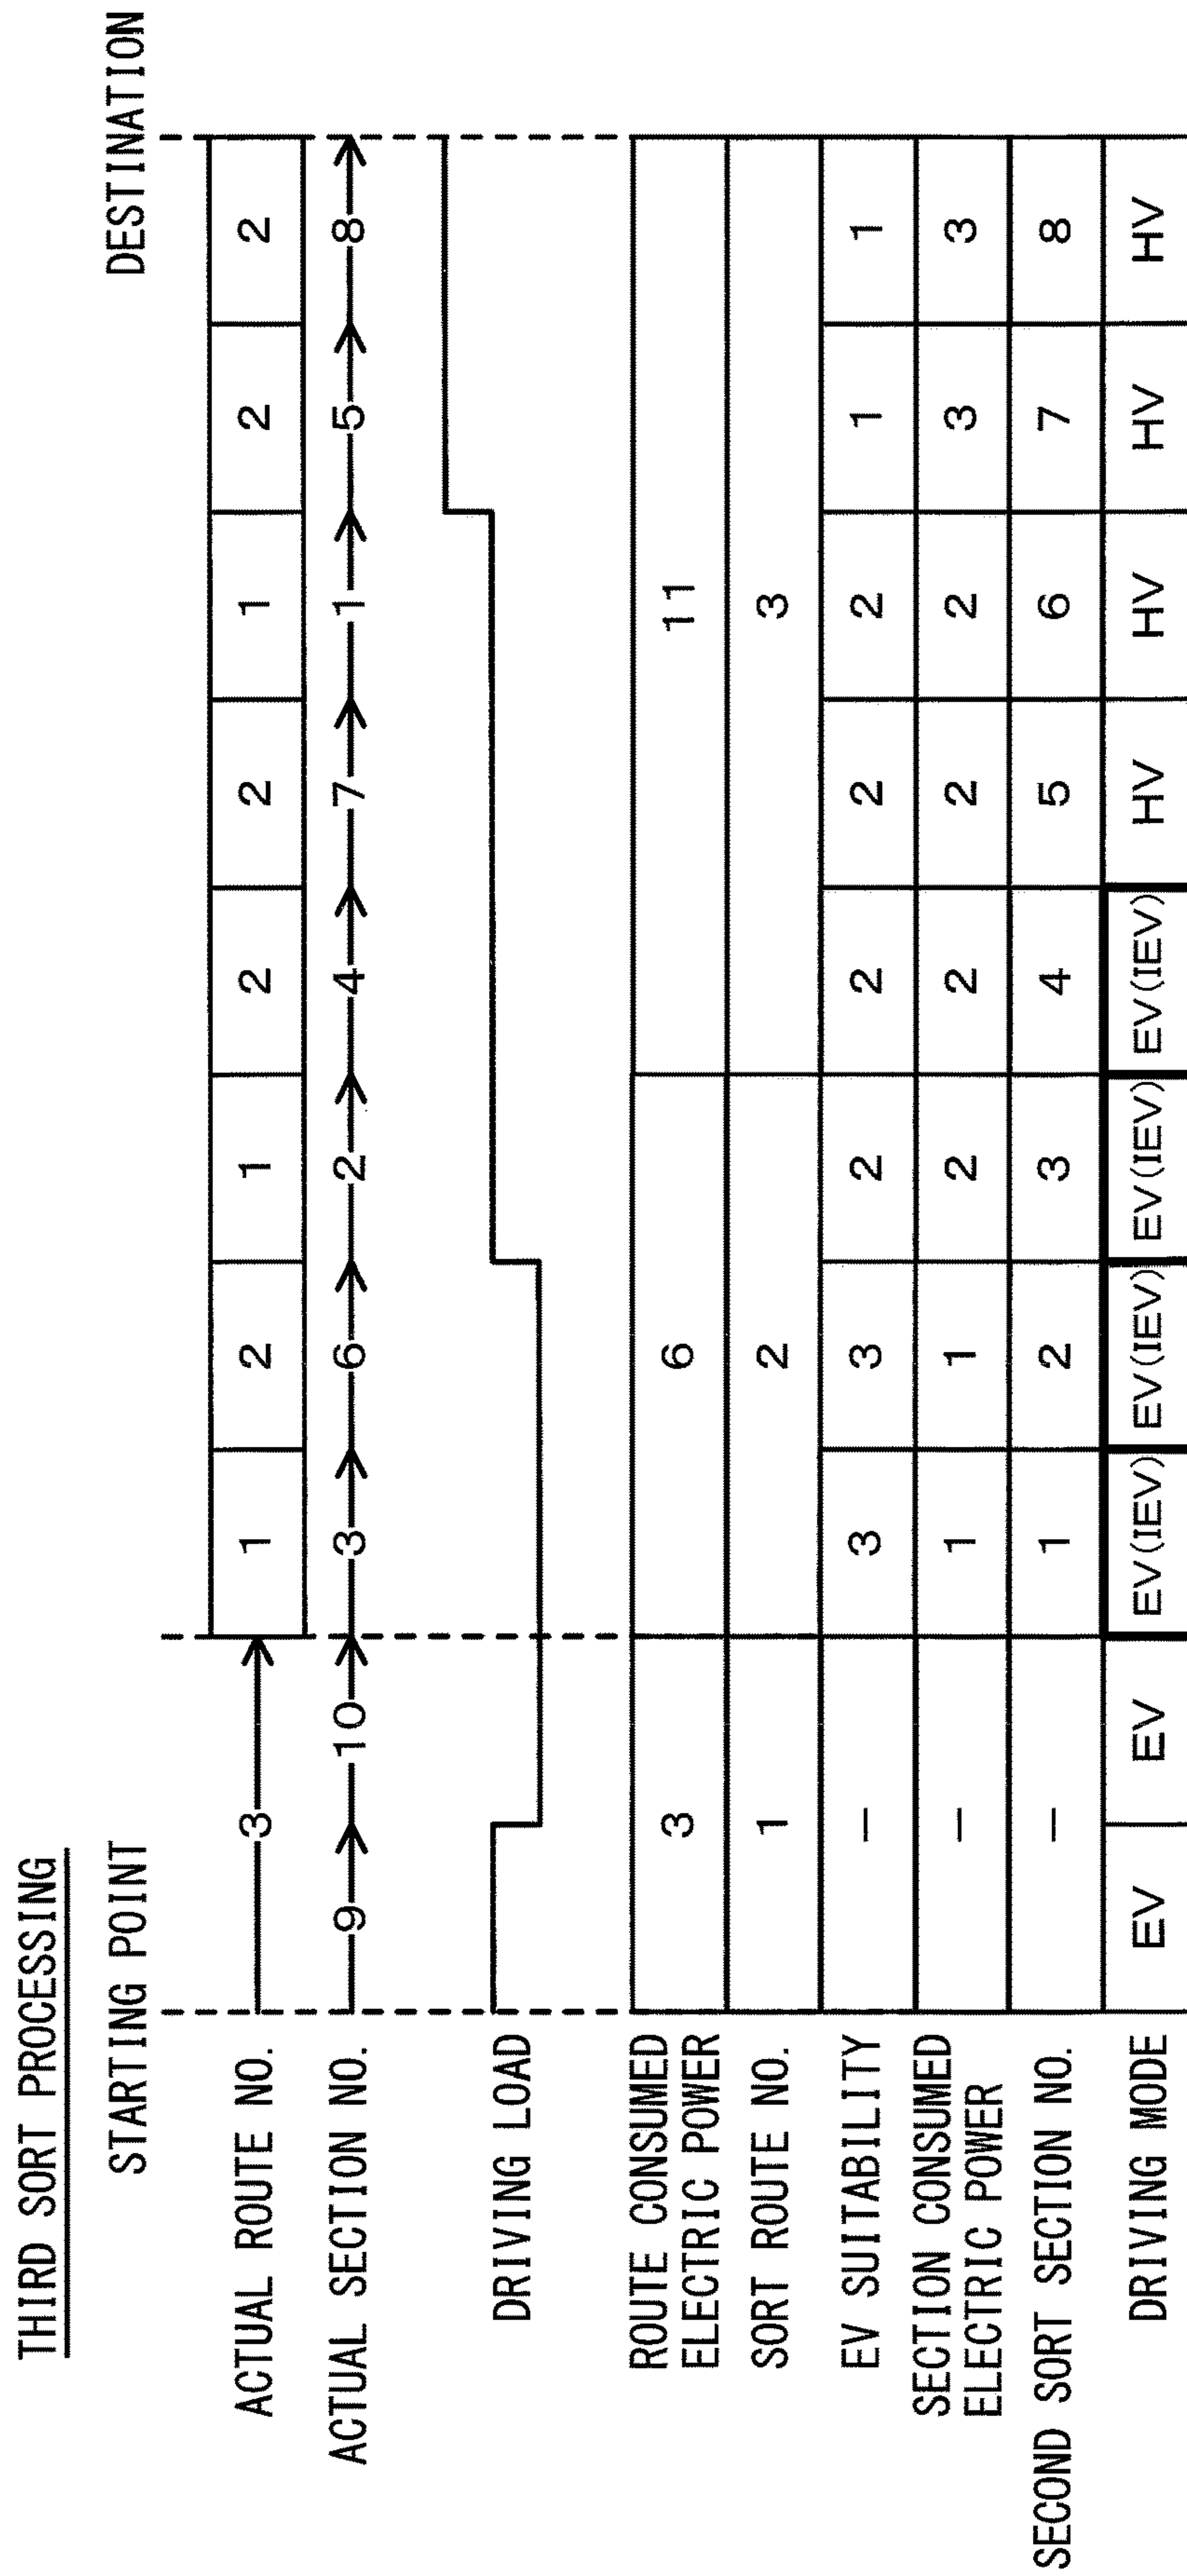 THIRD SORT PROCESSING
STARTING POINT DESTINATION
ACTUAL ROUTE NO. 3 1 2 1 2 2 1 2 2
ACTUAL SECTION NO. 9 10 3 6 2 4 7 1 5 8
DRIVING LOAD
ROUTE CONSUMED
ELECTRIC POWER 3 6 11
SORT ROUTE NO. 1 2 3
EV SUITABILITY – 3 3 2 2 2 2 1 1
SECTION CONSUMED
ELECTRIC POWER – 1 1 2 2 2 2 3 3
SECOND SORT SECTION NO. – 1 2 3 4 5 6 7 8
DRIVING MODE EV EV EV(IEV) EV(IEV) EV(IEV) EV(IEV) HV HV HV HV